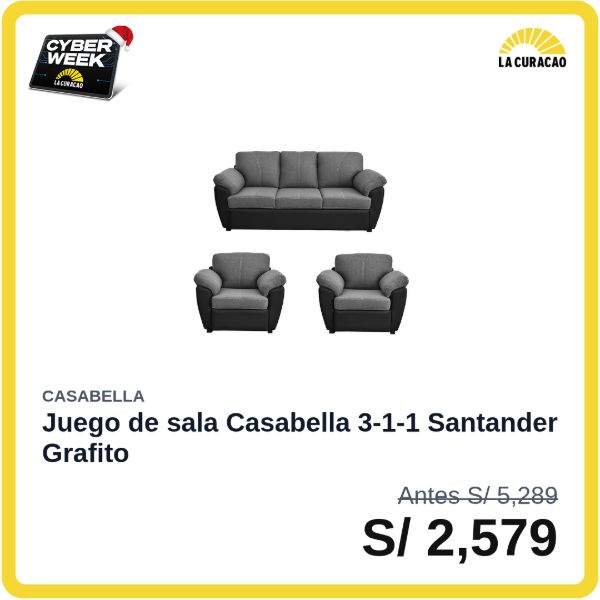 CYBER
WEEK
LA CURACAO
LA CURACAO
CASABELLA
Juego de sala Casabella 3-1-1 Santander
Grafito
Antes S/ 5,289
S/ 2,579